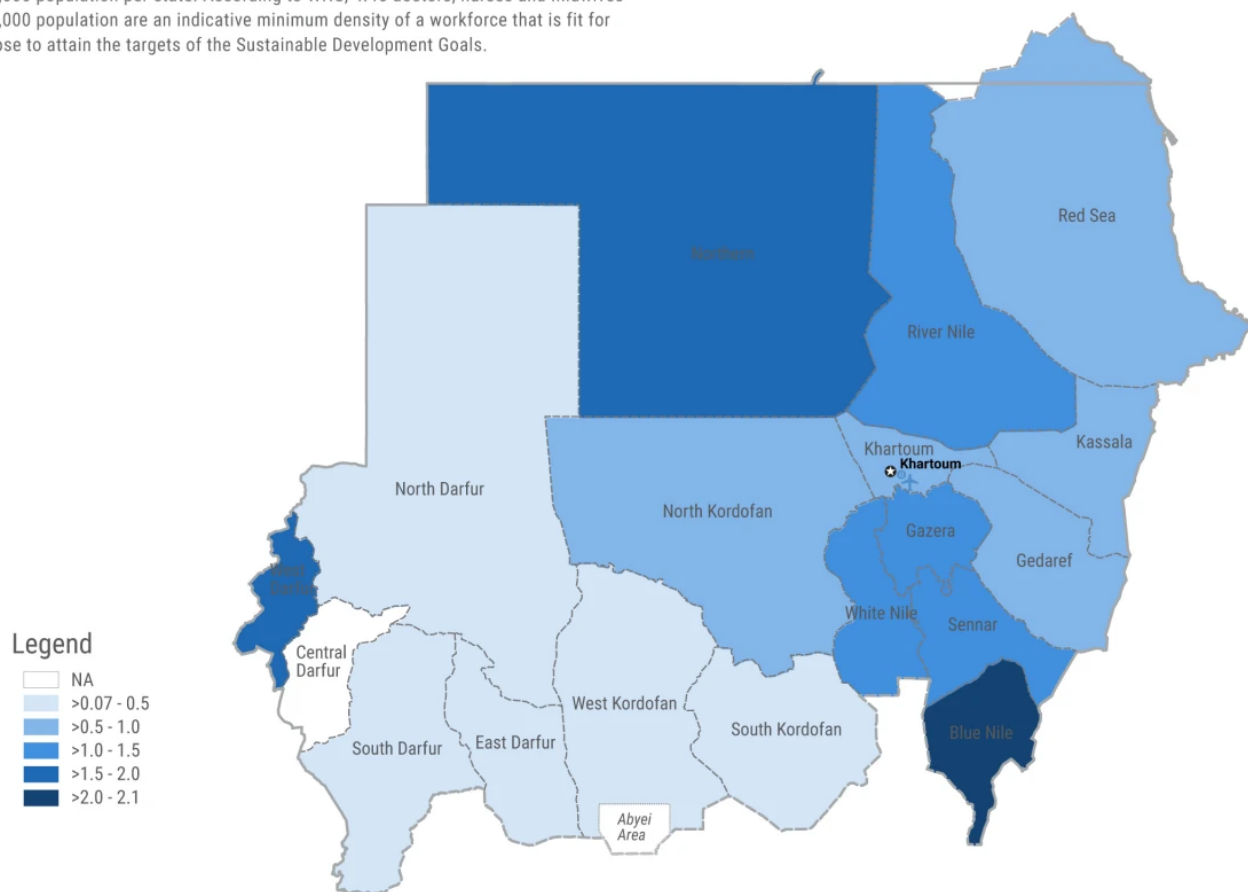 ,000 population are an indicative minimum density of a workforce that is fit for
ose to attain the targets of the Sustainable Development Goals.
Red Sea
Northern
River Nile
Khartoum
Kassala
Khartoum
North Darfur
North Kordofan
Gazera
Gedaref
West
Darfur
White Nile
Sennar
Legend
Central
Darfur
NA
>0.07 - 0.5
West Kordofan
>0.5 - 1.0
South Kordofan
Blue Nile
South Darfur
East Darfur
>1.0 - 1.5
>1.5 - 2.0
>2.0 - 2.1
Abyei
Area